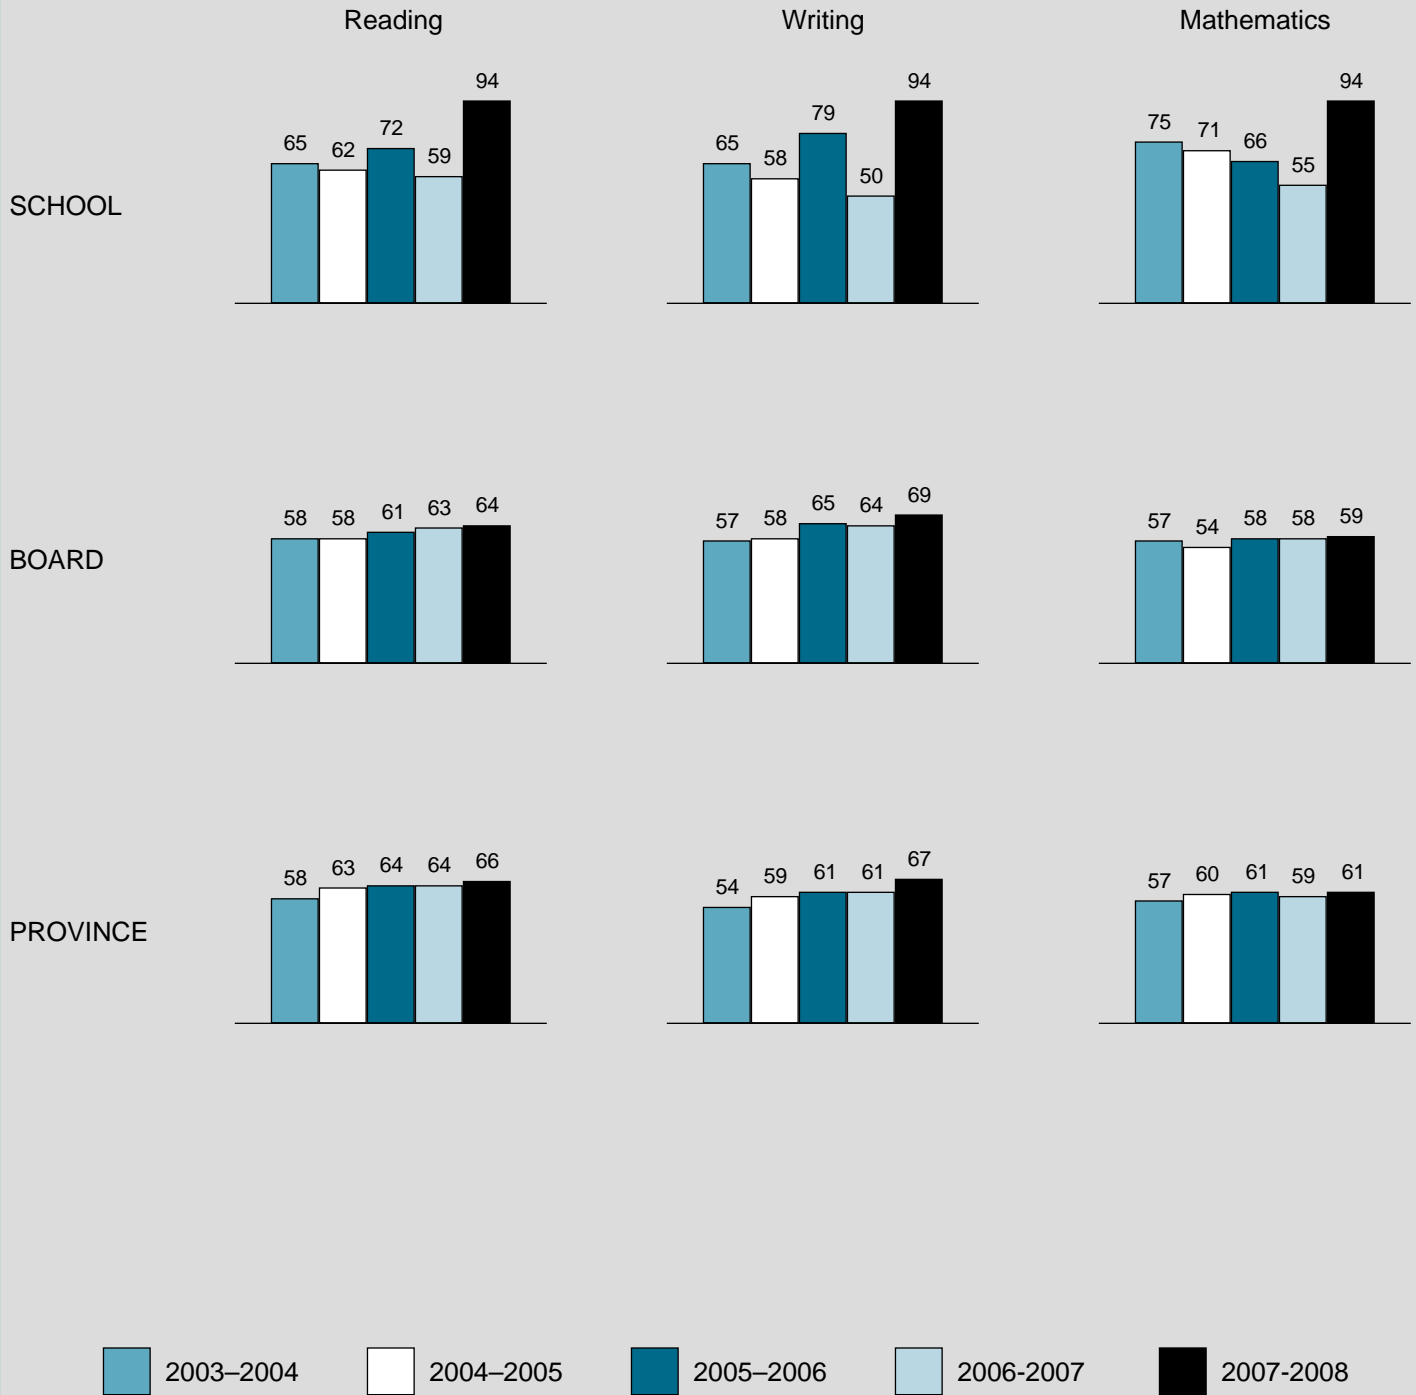 Reading Writing Mathematics
94 94 94
65 62 72 59 65 58 79 50 75 71 66 55
SCHOOL
58 58 61 63 64 57 58 65 64 69 57 54 58 58 59
BOARD
58 63 64 64 66 54 59 61 61 67 57 60 61 59 61
PROVINCE
2003–2004 2004–2005 2005–2006 2006-2007 2007-2008